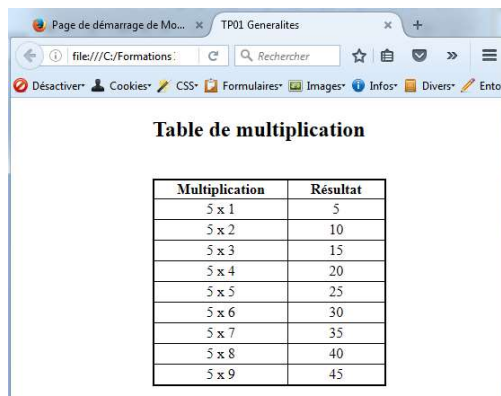 Page de démarrage de Mo... × TP01 Generalites × +
file:///C:/Formations Rechercher »
Désactiver Cookies CSS Formulaires Images Infos Divers Ento
Table de multiplication
Multiplication Résultat
5 x 1 5
5 x 2 10
5 x 3 15
5 x 4 20
5 x 5 25
5 x 6 30
5 x 7 35
5 x 8 40
5 x 9 45